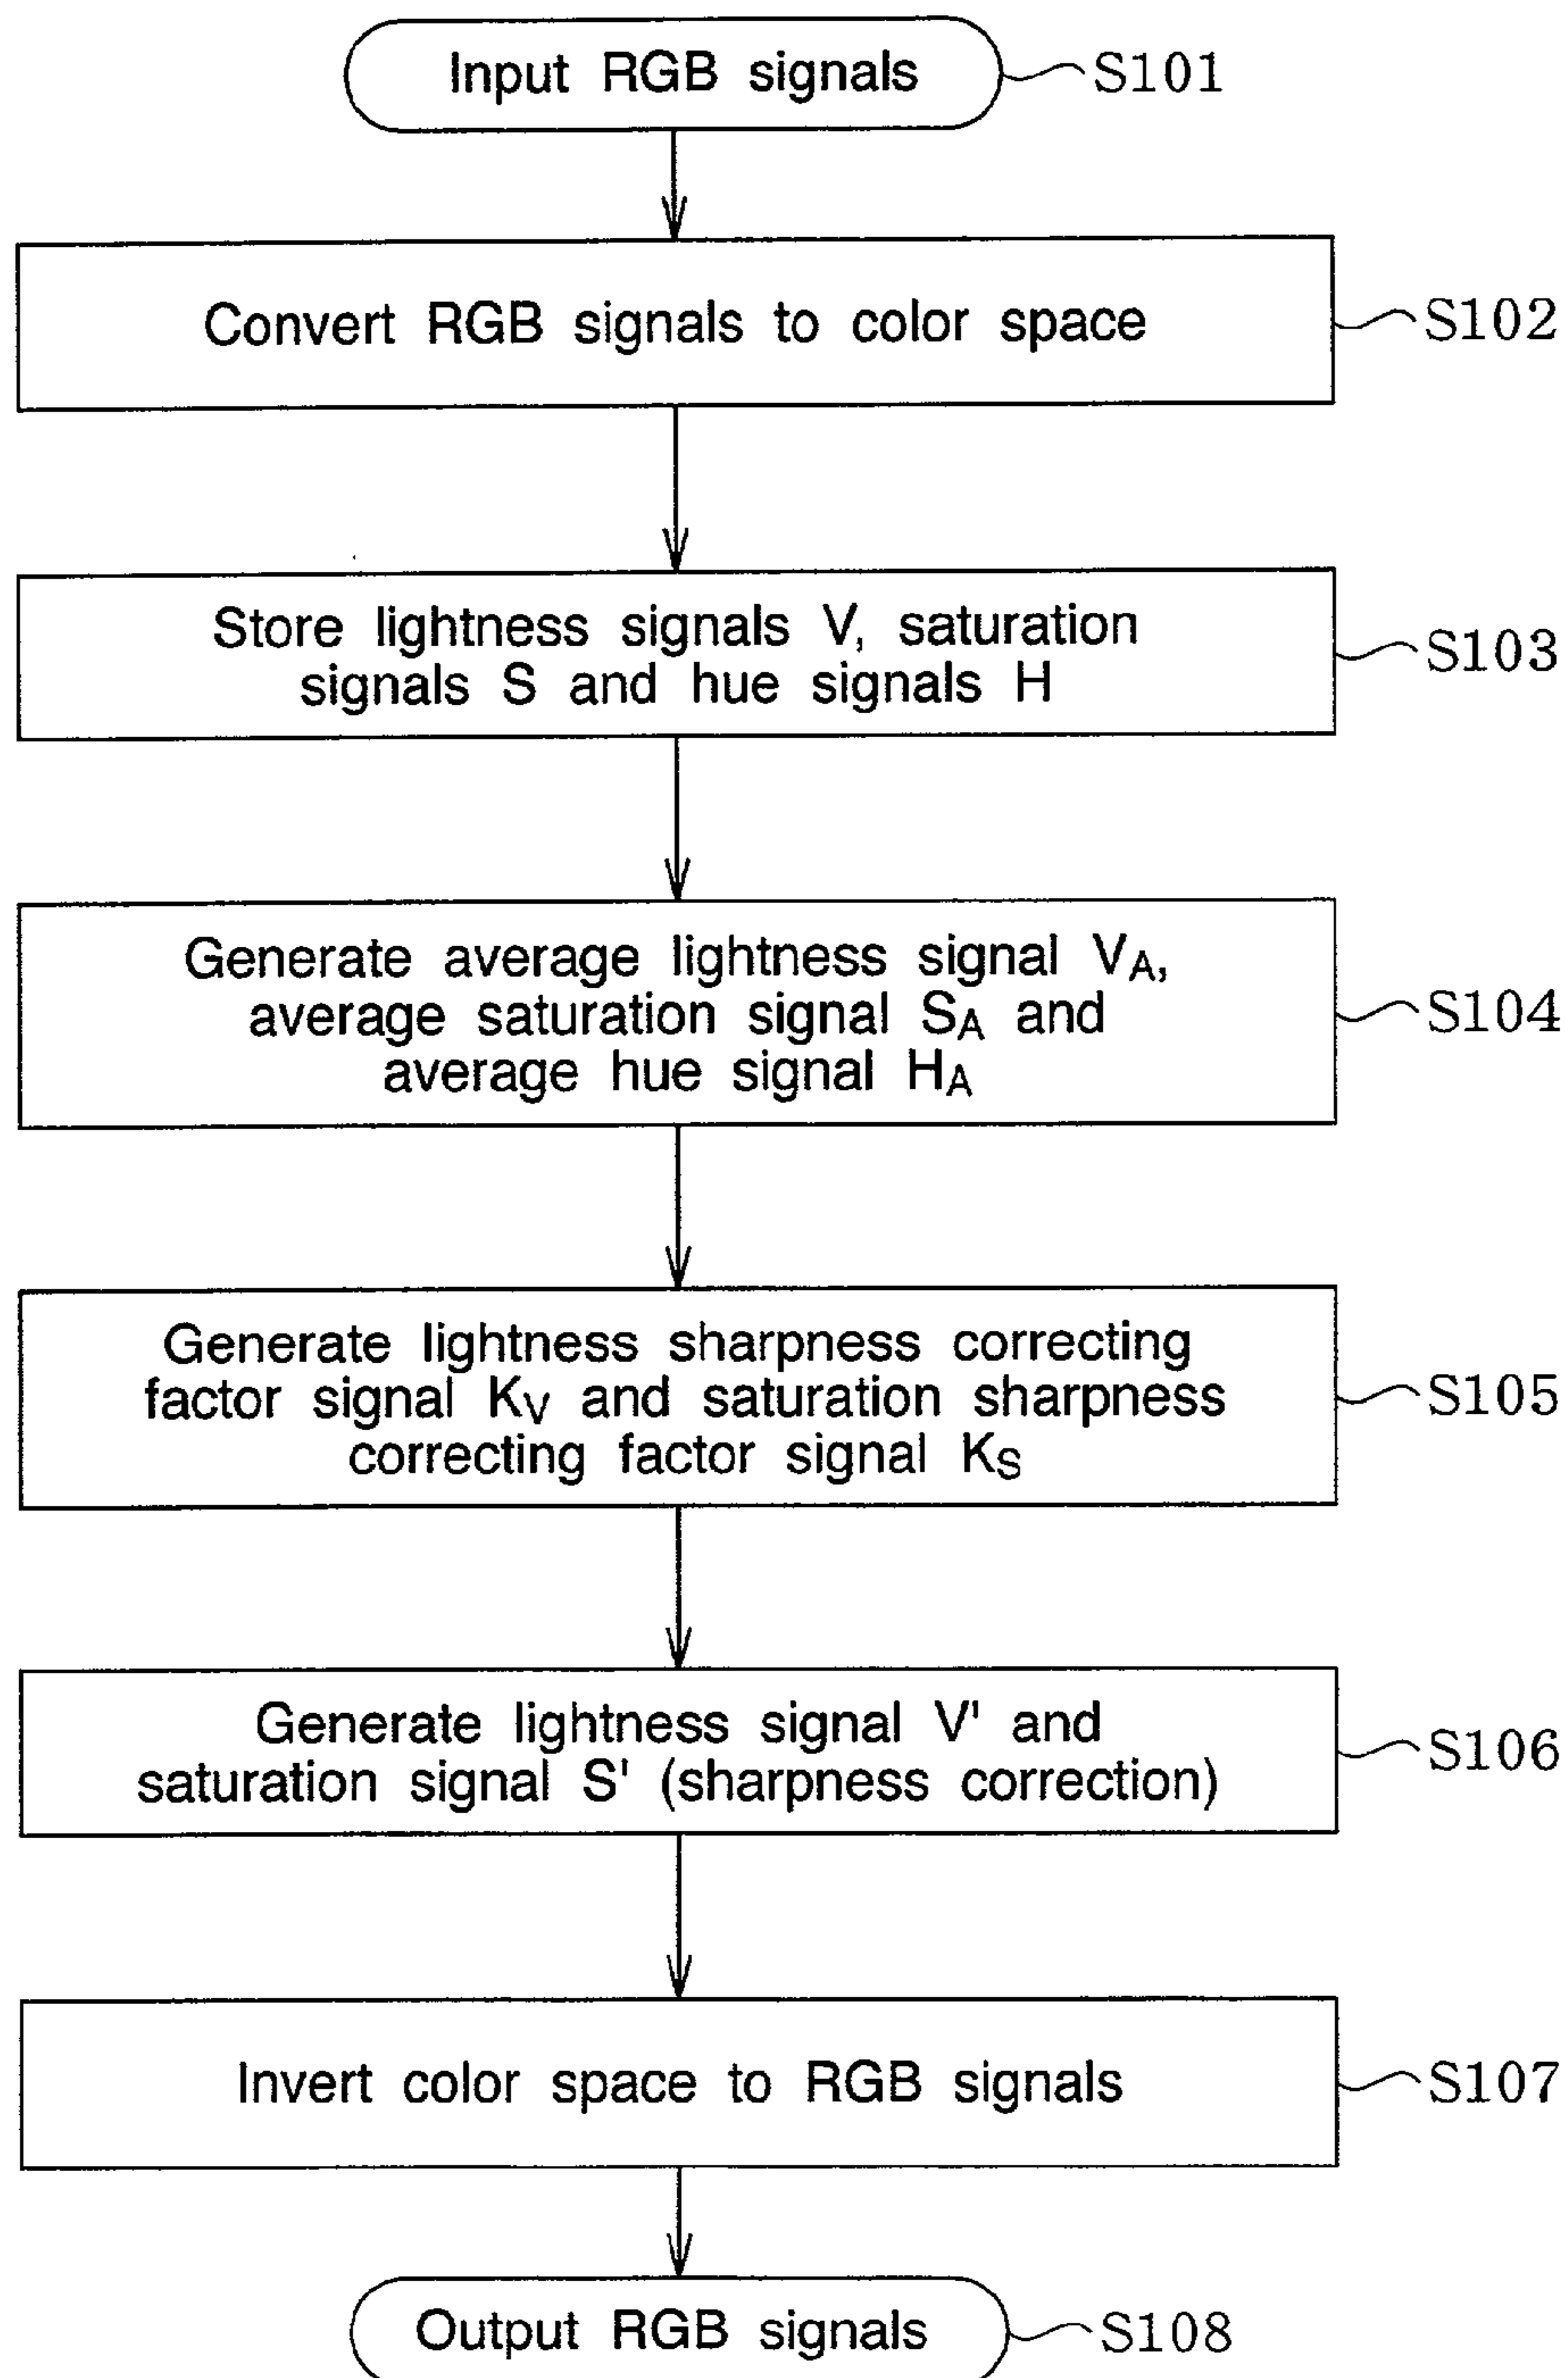 Input RGB signals S101
Convert RGB signals to color space S102
Store lightness signals V, saturation
signals S and hue signals H
S103
Generate average lightness signal VA,
average saturation signal SA and
average hue signal HA
S104
Generate lightness sharpness correcting
factor signal KV and saturation sharpness
correcting factor signal KS
S105
Generate lightness signal V' and
saturation signal S' (sharpness correction)
S106
Invert color space to RGB signals S107
Output RGB signals S108